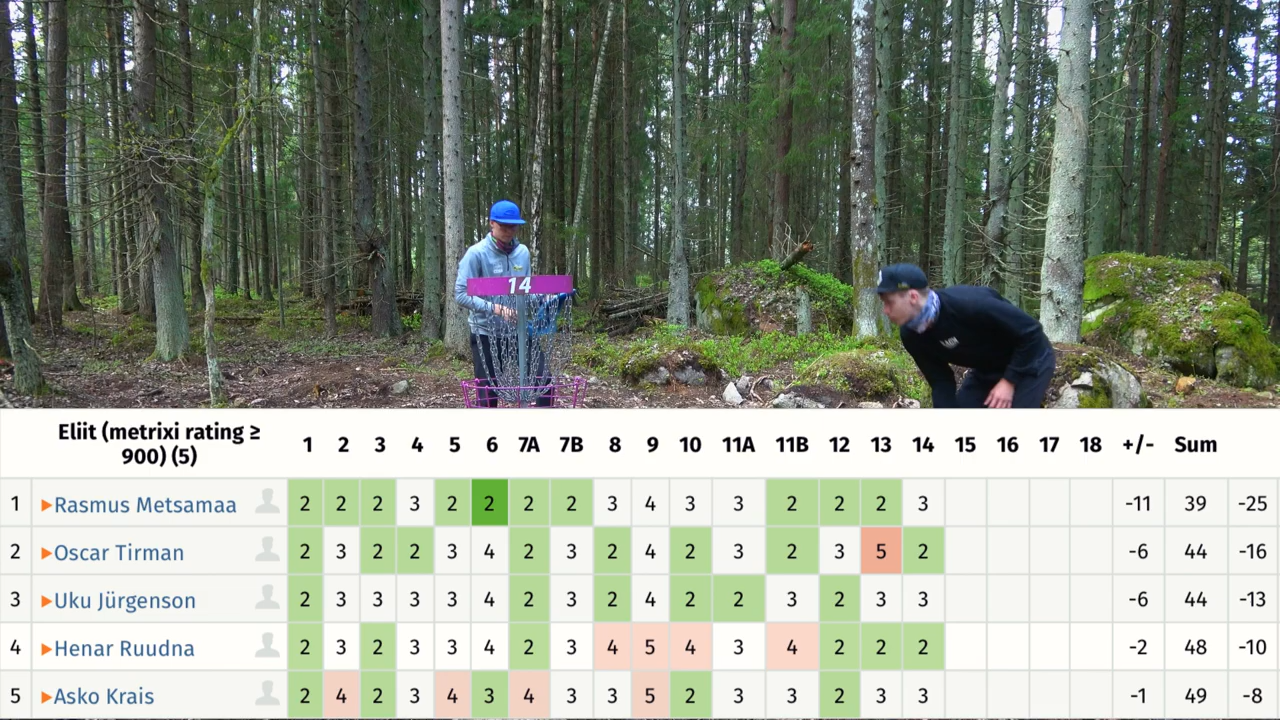 14
Eliit (metrixi rating ≥ 900) (5) 1 2 3 4 5 6 7A 7B 8 9 10 11A 11B 12 13 14 15 16 17 18 +/- Sum
1 Rasmus Metsamaa 2 2 2 3 2 2 2 2 3 4 3 3 2 2 2 3 -11 39 -25
2 Oscar Tirman 2 3 2 2 3 4 2 3 2 4 2 3 2 3 5 2 -6 44 -16
3 Uku Jürgenson 2 3 3 3 3 4 2 3 2 4 2 2 3 2 3 3 -6 44 -13
4 Henar Ruudna 2 3 2 3 3 4 2 3 4 5 4 3 4 2 2 2 -2 48 -10
5 Asko Krais 2 4 2 3 4 3 4 3 3 5 2 3 3 2 3 3 -1 49 -8